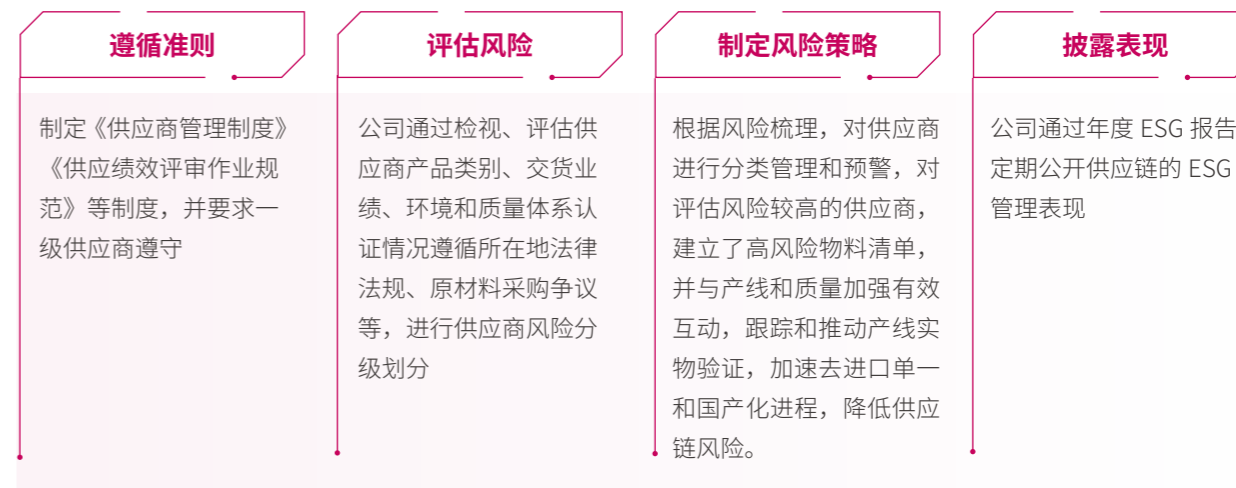 遵循准则
制定《供应商管理制度》
《供应绩效评审作业规
范》等制度，并要求一
级供应商遵守
评估风险
公司通过检视、评估供
应商产品类别、交货业
绩、环境和质量体系认
证情况遵循所在地法律
法规、原材料采购争议
等，进行供应商风险分
级划分
制定风险策略
根据风险梳理，对供应商
进行分类管理和预警，对
评估风险较高的供应商，
建立了高风险物料清单，
并与产线和质量加强有效
互动，跟踪和推动产线实
物验证，加速去进口单一
和国产化进程，降低供应
链风险。
披露表现
公司通过年度 ESG 报告
定期公开供应链的 ESG
管理表现